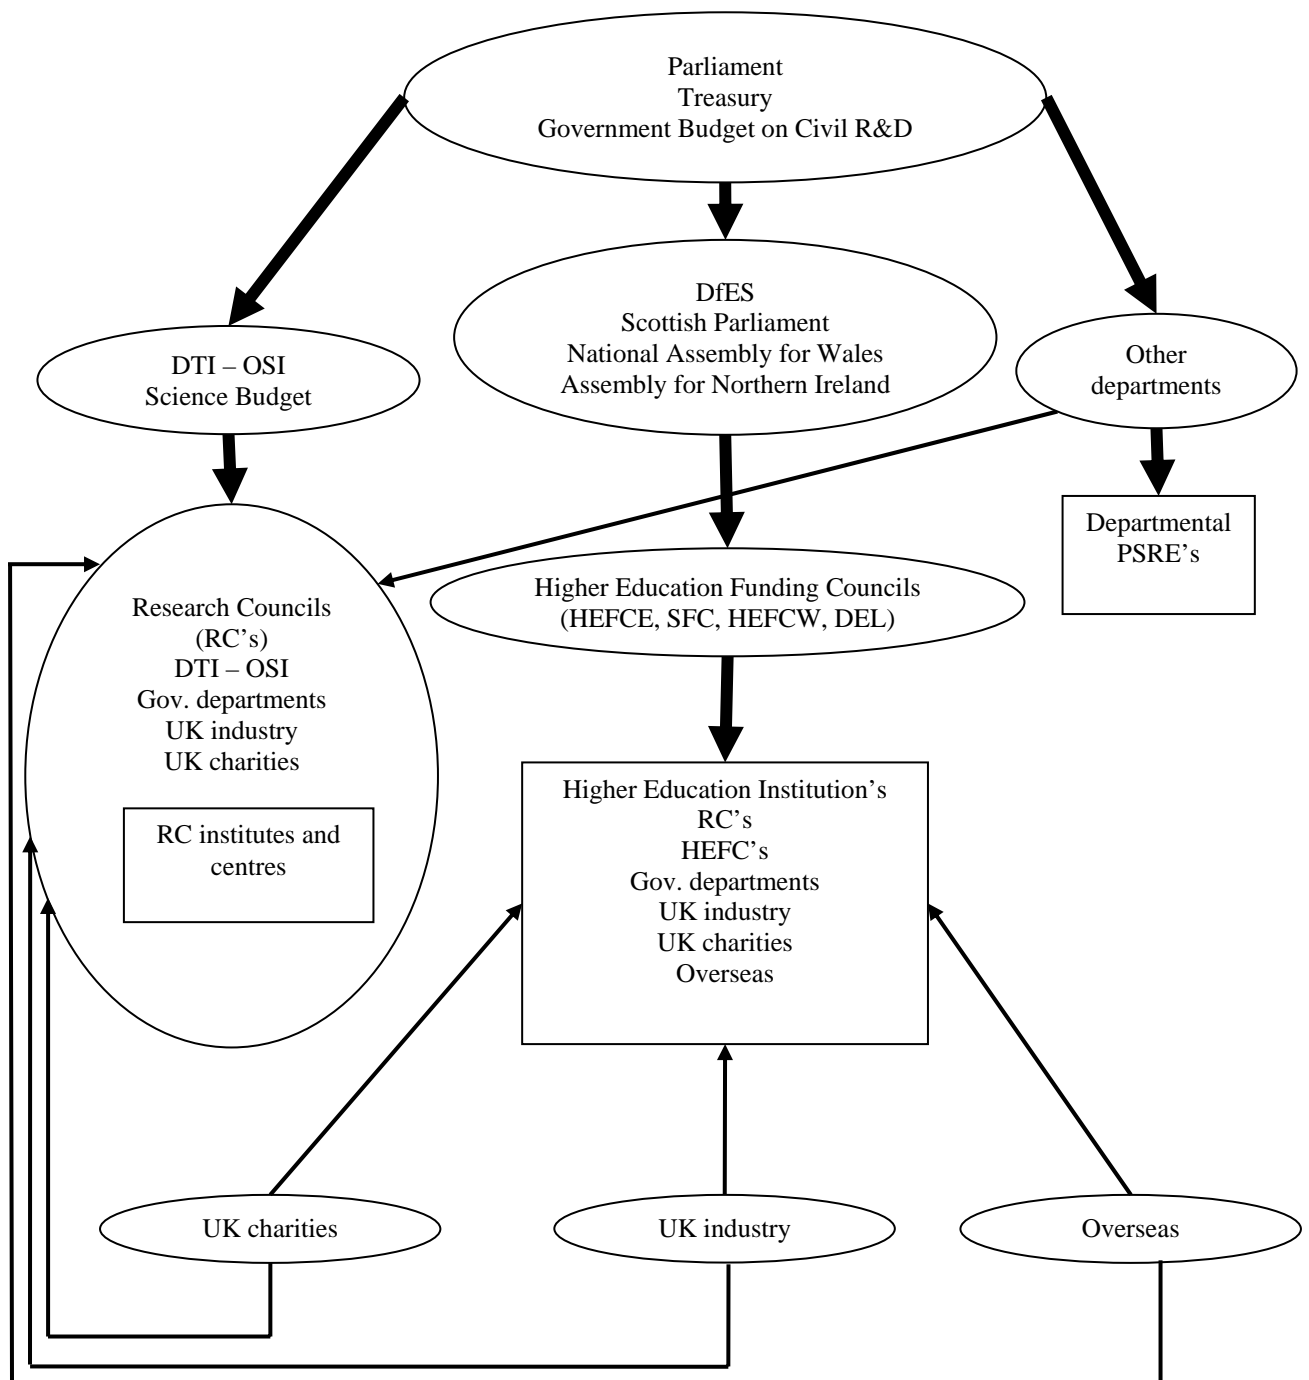 Parliament
Treasury
Government Budget on Civil R&D
DTI – OSI
Science Budget
DfES
Scottish Parliament
National Assembly for Wales
Assembly for Northern Ireland
Other
departments
Departmental
PSRE’s
Research Councils
(RC’s)
DTI – OSI
Gov. departments
UK industry
UK charities
RC institutes and
centres
Higher Education Funding Councils
(HEFCE, SFC, HEFCW, DEL)
Higher Education Institution’s
RC’s
HEFC’s
Gov. departments
UK industry
UK charities
Overseas
UK charities
UK industry
Overseas